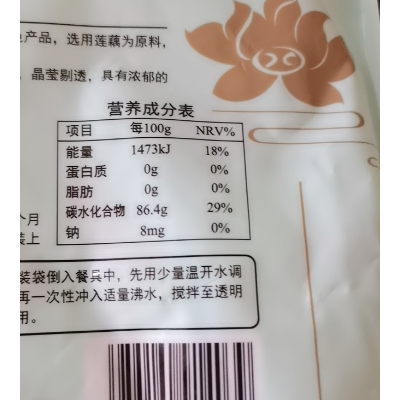 产品，选用莲藕为原料，
晶莹剔透，具有浓郁的
营养成分表
项目 每100g NRV%
能量 1473kJ 18%
蛋白质 0g 0%
脂肪 0g 0%
碳水化合物 86.4g 29%
钠 8mg 0%
个月
装上
装袋倒入餐具中，先用少量温开水调
再一次性冲入适量沸水，搅拌至透明
用。